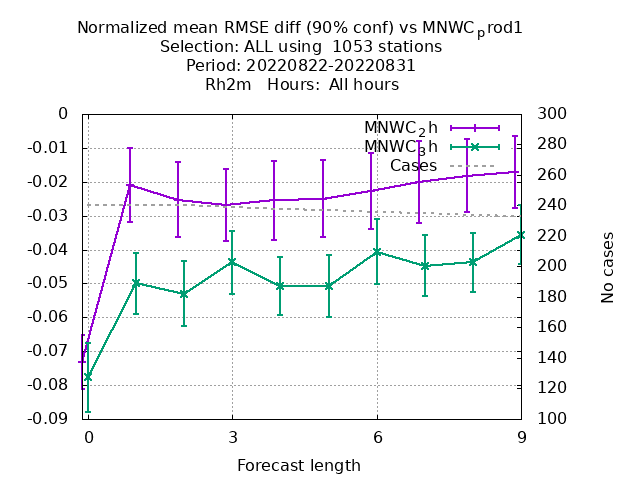 Normalized mean RMSE diff (90% conf) vs MNWCprod1
Selection: ALL using  1053 stations
Period: 20220822-20220831
Rh2m   Hours:  All hours
0
-0.01
-0.02
-0.03
-0.04
-0.05
-0.06
-0.07
-0.08
-0.09
MNWC2h
MNWC3h
Cases
300
280
260
240
220
200
180
160
140
120
100
No cases
0 3 6 9
Forecast length